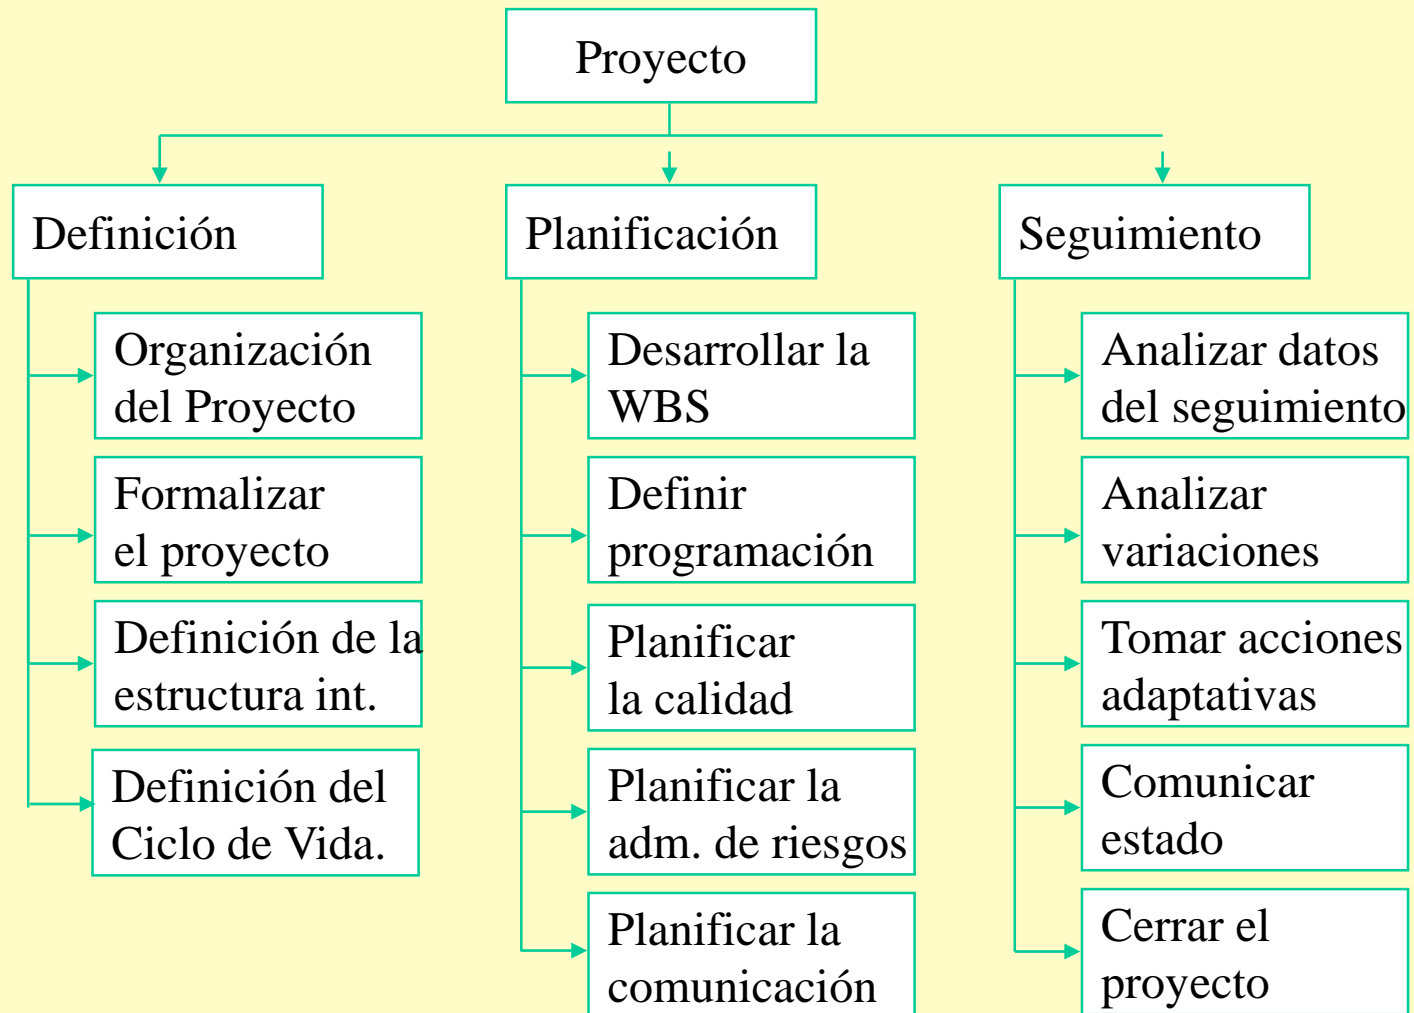 Proyecto
Definición
Planificación
Seguimiento
Organización
del Proyecto
Formalizar
el proyecto
Definición de la
estructura int.
Definición del
Ciclo de Vida.
Desarrollar la
WBS
Definir
programación
Planificar
la calidad
Planificar la
adm. de riesgos
Planificar la
comunicación
Analizar datos
del seguimiento
Analizar
variaciones
Tomar acciones
adaptativas
Comunicar
estado
Cerrar el
proyecto